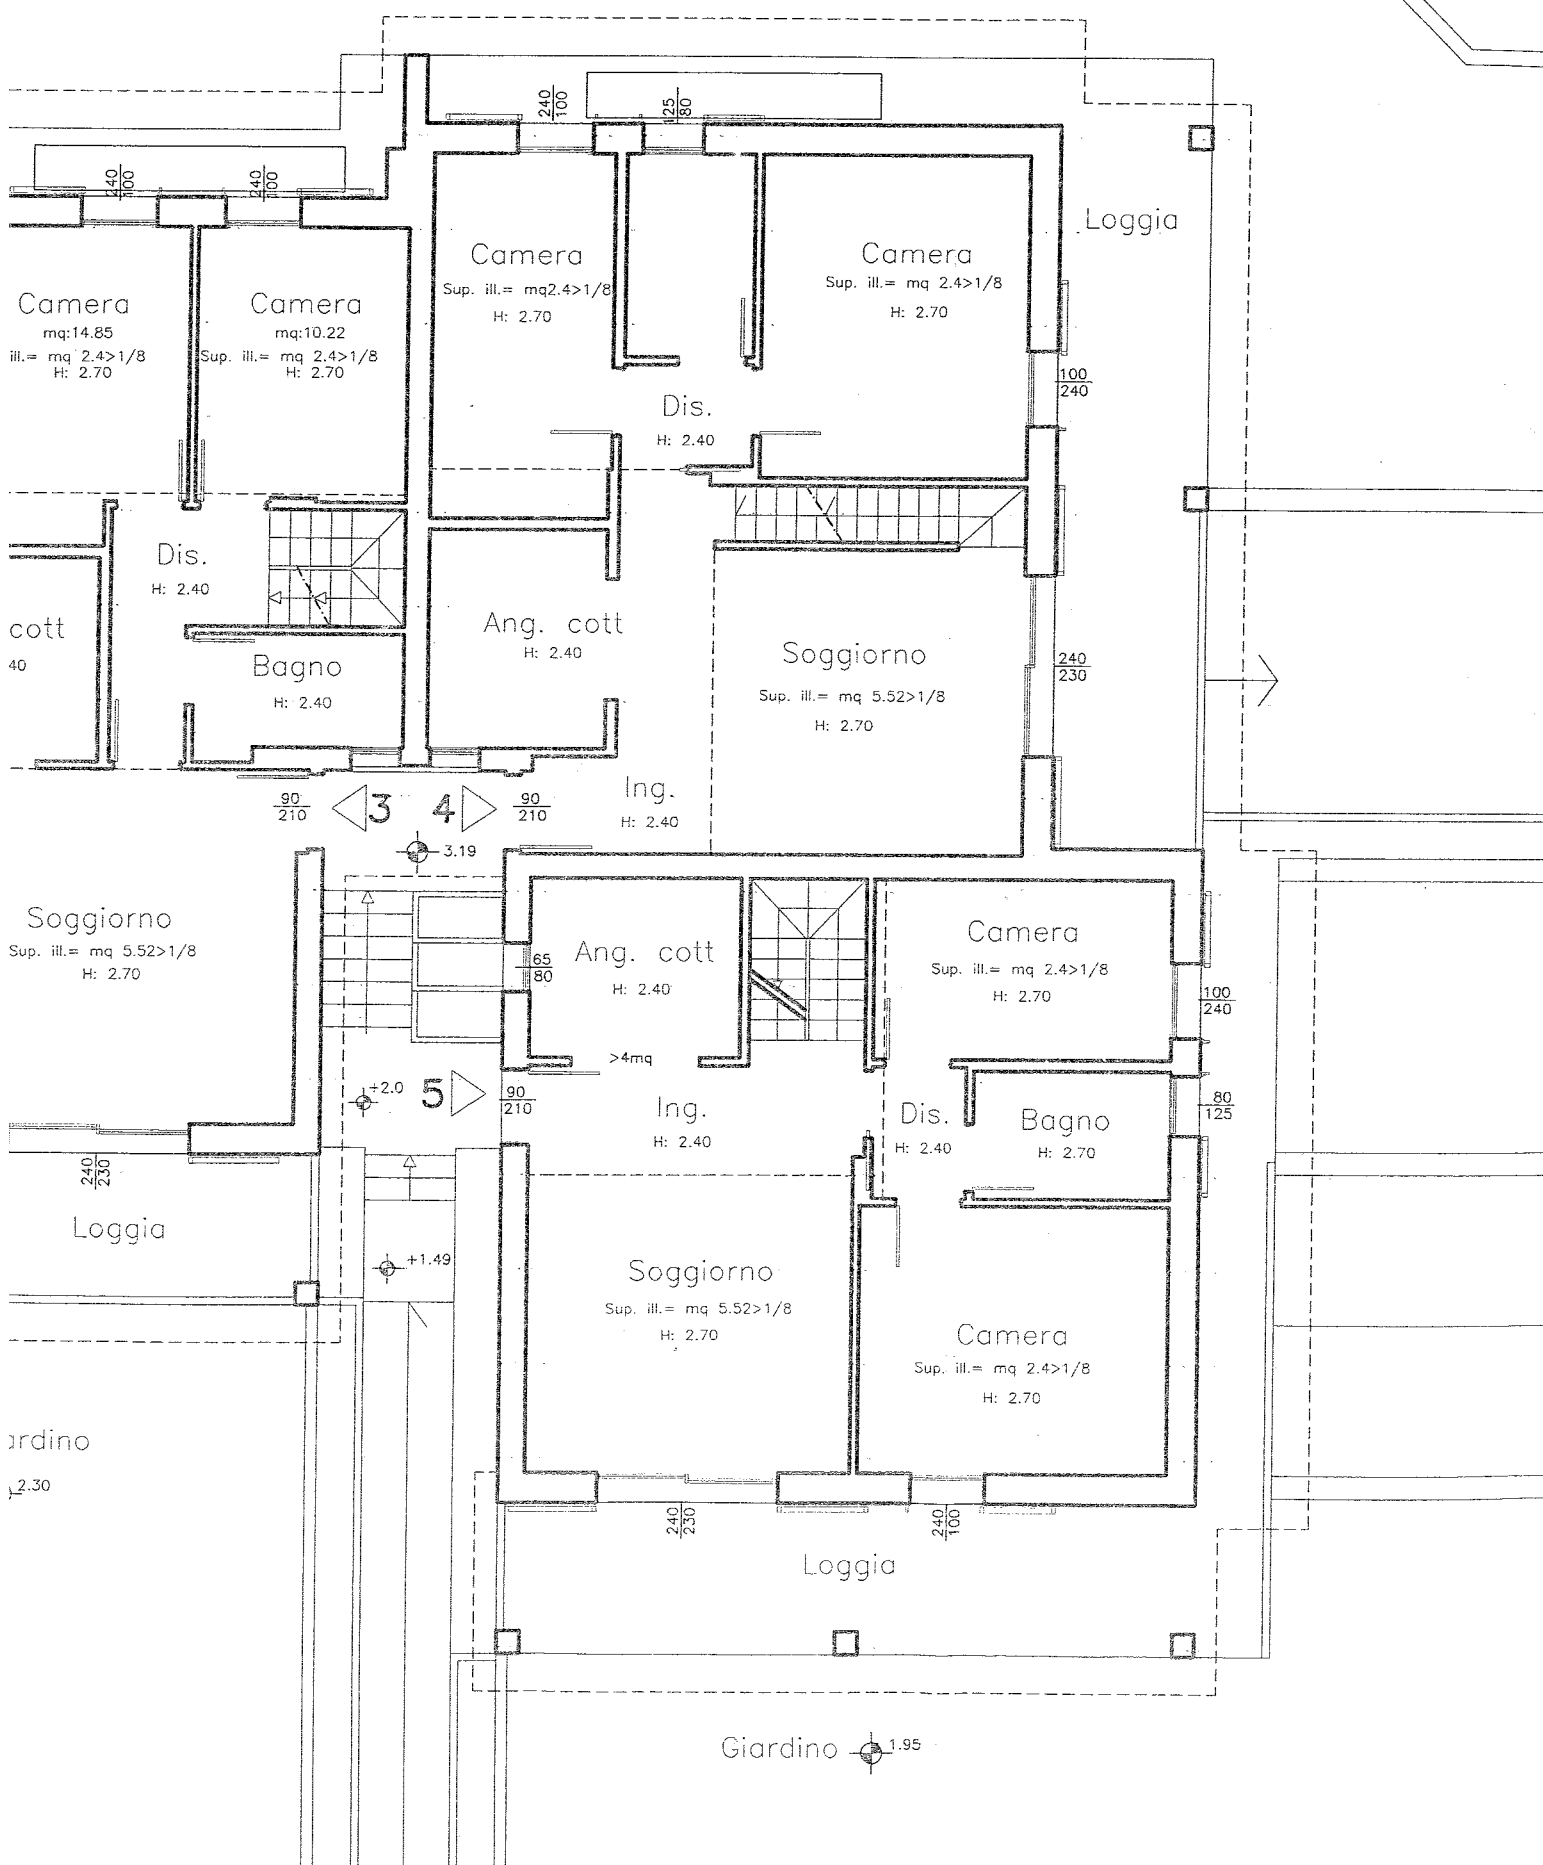 240
100
125
80
240
100
240
100
Loggia
Camera
Sup. ill.= mq2.4>1/8
H: 2.70
Camera
Sup. ill.= mq 2.4>1/8
H: 2.70
Camera
mq:14.85
ill.= mq 2.4>1/8
H: 2.70
Camera
mq:10.22
Sup. ill.= mq 2.4>1/8
H: 2.70
100
240
Dis.
H: 2.40
Dis.
H: 2.40
cott
40
Ang. cott
H: 2.40
Soggiorno
Sup. ill.= mq 5.52>1/8
H: 2.70
240
230
Bagno
H: 2.40
Ing.
H: 2.40
90
210
3
4
90
210
3.19
Soggiorno
Sup. ill.= mq 5.52>1/8
H: 2.70
Ang. cott
H: 2.40
65
80
>4mq
Camera
Sup. ill.= mq 2.4>1/8
H: 2.70
100
240
+2.0
5
90
210
Ing.
H: 2.40
Dis.
H: 2.40
Bagno
H: 2.70
80
125
240
230
Loggia
+1.49
Soggiorno
Sup. ill.= mq 5.52>1/8
H: 2.70
Camera
Sup. ill.= mq 2.4>1/8
H: 2.70
ardino
2.30
240
230
240
100
Loggia
Giardino
1.95